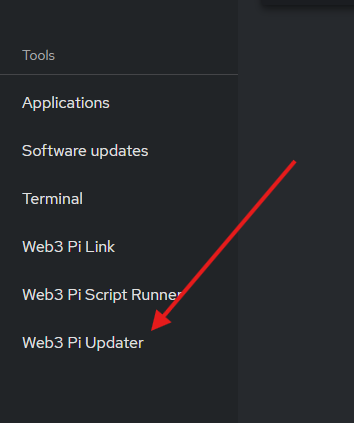 Tools
Applications
Software updates
Terminal
Web3 Pi Link
Web3 Pi Script Runner
Web3 Pi Updater